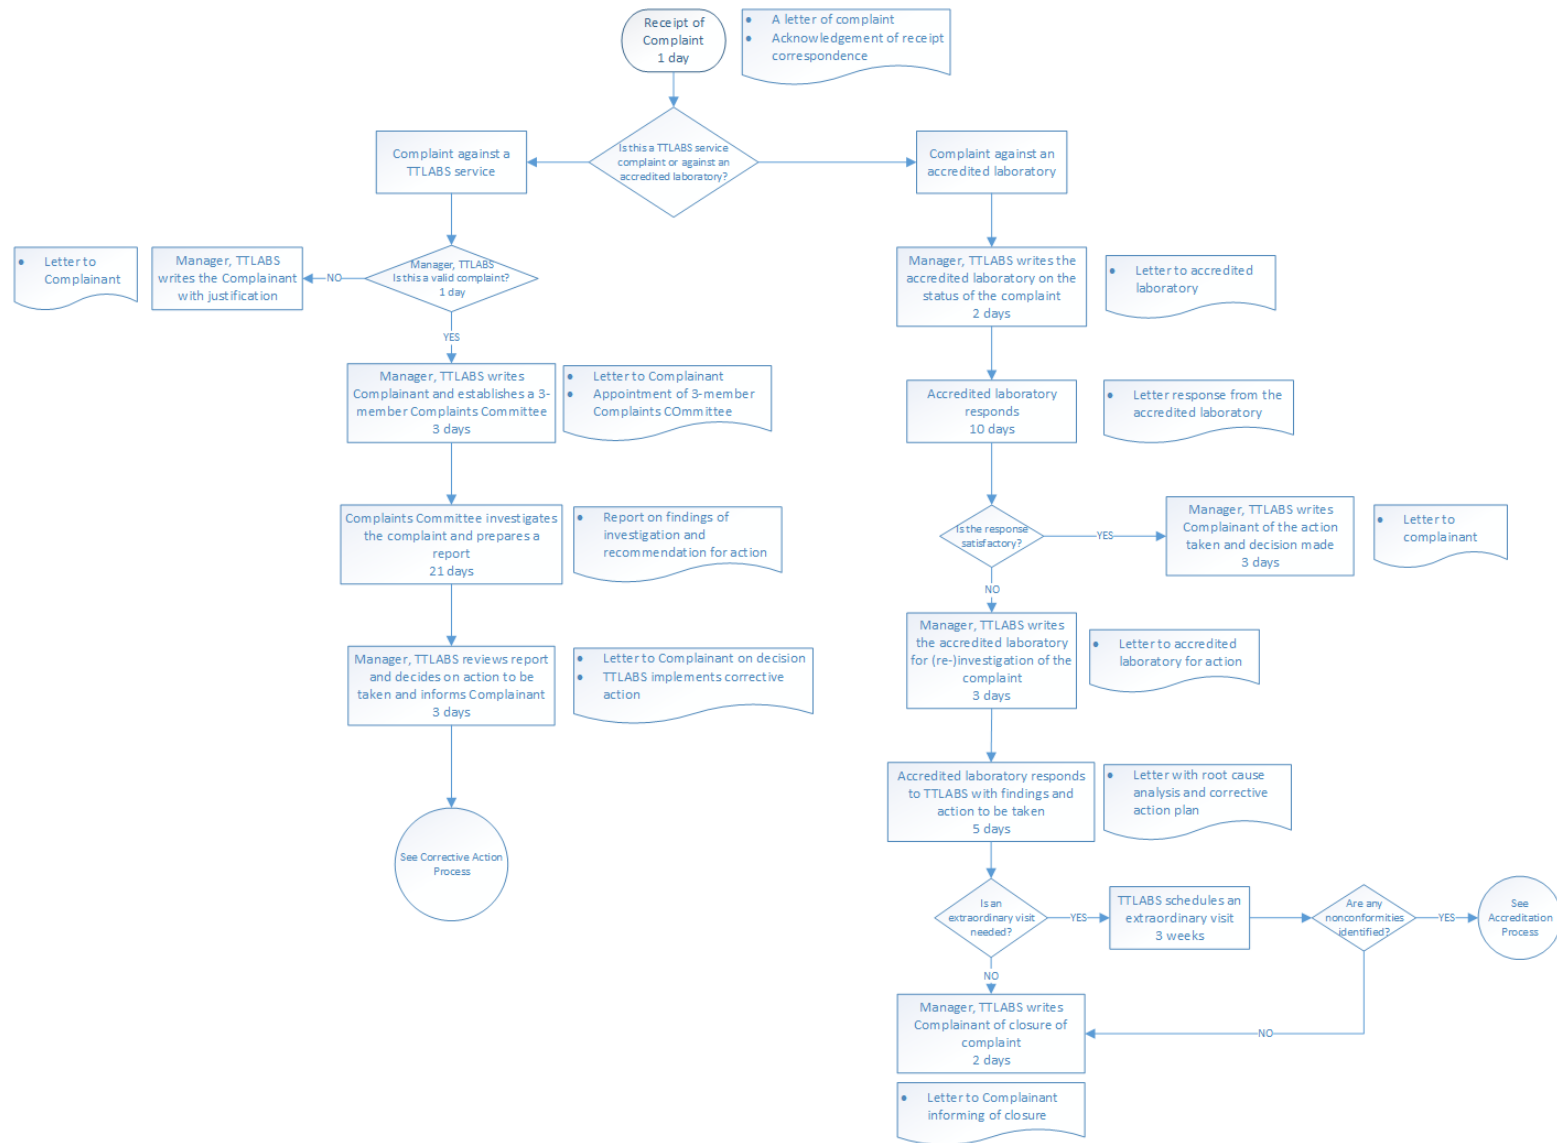 Receipt of
Complaint
1 day
• A letter of complaint
• Acknowledgement of receipt
correspondence
Is this a TTLABS service
complaint or against an
accredited laboratory?
Complaint against a
TTLABS service
Complaint against an
accredited laboratory
• Letter to
Complainant
Manager, TTLABS
writes the Complainant
with justification
NO
Manager, TTLABS
Is this a valid complaint?
1 day
YES
Manager, TTLABS writes the
accredited laboratory on the
status of the complaint
2 days
• Letter to accredited
laboratory
Manager, TTLABS writes
Complainant and establishes a 3-
member Complaints Committee
3 days
• Letter to Complainant
• Appointment of 3-member
Complaints COmmittee
Accredited laboratory
responds
10 days
• Letter response from the
accredited laboratory
Complaints Committee investigates
the complaint and prepares a
report
21 days
• Report on findings of
investigation and
recommendation for action
Is the response
satisfactory?
YES
Manager, TTLABS writes
Complainant of the action
taken and decision made
3 days
• Letter to
complainant
NO
Manager, TTLABS writes
the accredited laboratory
for (re-)investigation of the
complaint
3 days
• Letter to accredited
laboratory for action
Manager, TTLABS reviews report
and decides on action to be
taken and informs Complainant
3 days
• Letter to Complainant on decision
• TTLABS implements corrective
action
Accredited laboratory responds
to TTLABS with findings and
action to be taken
5 days
• Letter with root cause
analysis and corrective
action plan
See Corrective Action
Process
Is an
extraordinary visit
needed?
YES
TTLABS schedules an
extraordinary visit
3 weeks
Are any
nonconformities
identified?
YES
See
Accreditation
Process
NO
Manager, TTLABS writes
Complainant of closure of
complaint
2 days
NO
• Letter to Complainant
informing of closure